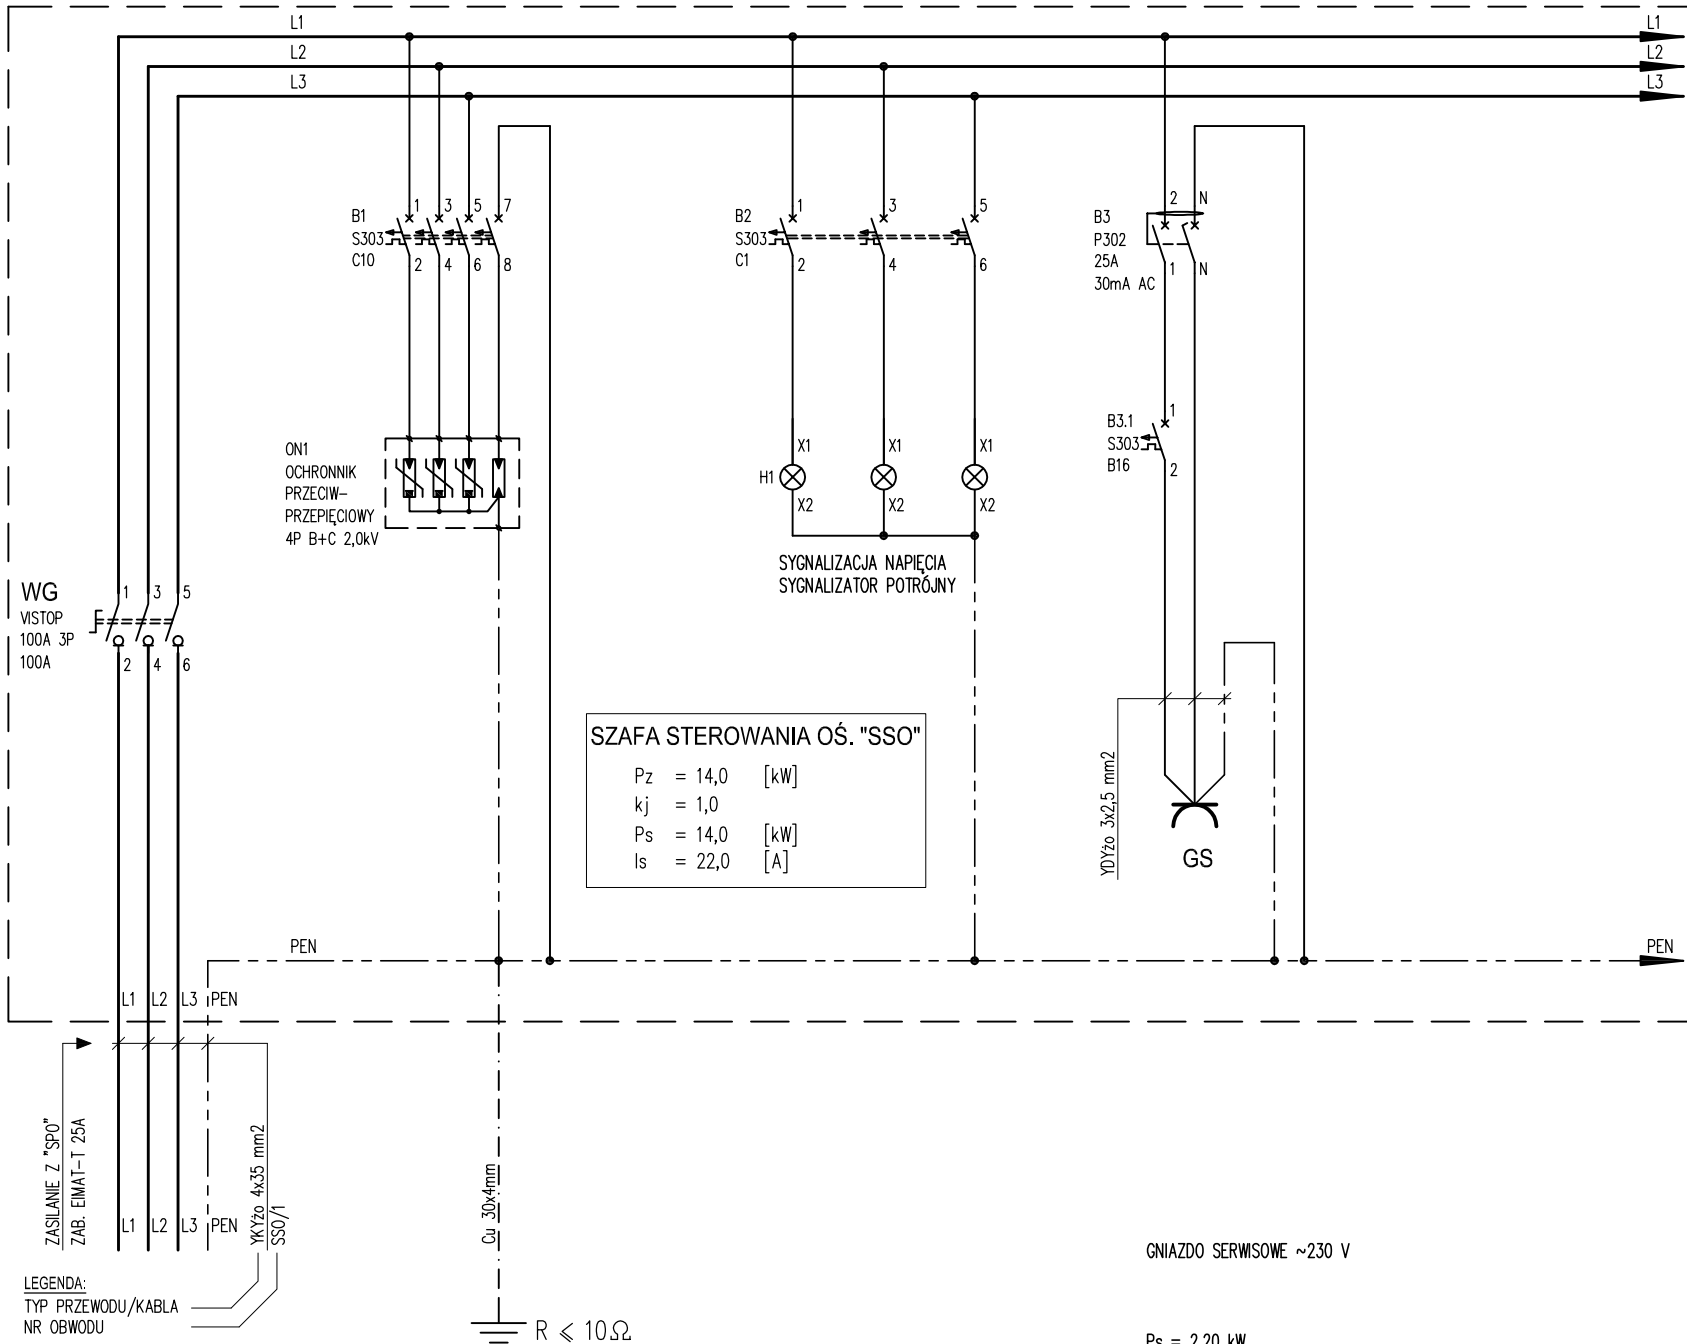 L1
L1
L2
L2
L3
L3
B1
S303
C10
1
3
5
7
2
4
6
8
B2
S303
C1
1
3
5
2
4
6
B3
P302
25A
30mA AC
2
N
1
N
B3.1
S303
B16
1
2
ON1
OCHRONNIK
PRZECIW-
PRZEPIĘCIOWY
4P B+C 2,0kV
H1
X1
X1
X1
X2
X2
X2
SYGNALIZACJA NAPIĘCIA
SYGNALIZATOR POTRÓJNY
WG
VISTOP
100A 3P
100A
1
3
5
2
4
6
SZAFA STEROWANIA OŚ. "SSO"
Pz = 14,0 [kW]
kj = 1,0
Ps = 14,0 [kW]
Is = 22,0 [A]
YDYżo 3x2,5 mm2
GS
PEN
PEN
L1 L2 L3 PEN
ZASILANIE Z "SPO"
ZAB. EIMAT-T 25A
L1 L2 L3 PEN
YKYżo 4x35 mm2
SSO/1
Cu 30x4mm
LEGENDA:
TYP PRZEWODU/KABLA
NR OBWODU
R ⩽ 10Ω
GNIAZDO SERWISOWE ~230 V
Ps = 2,20 kW